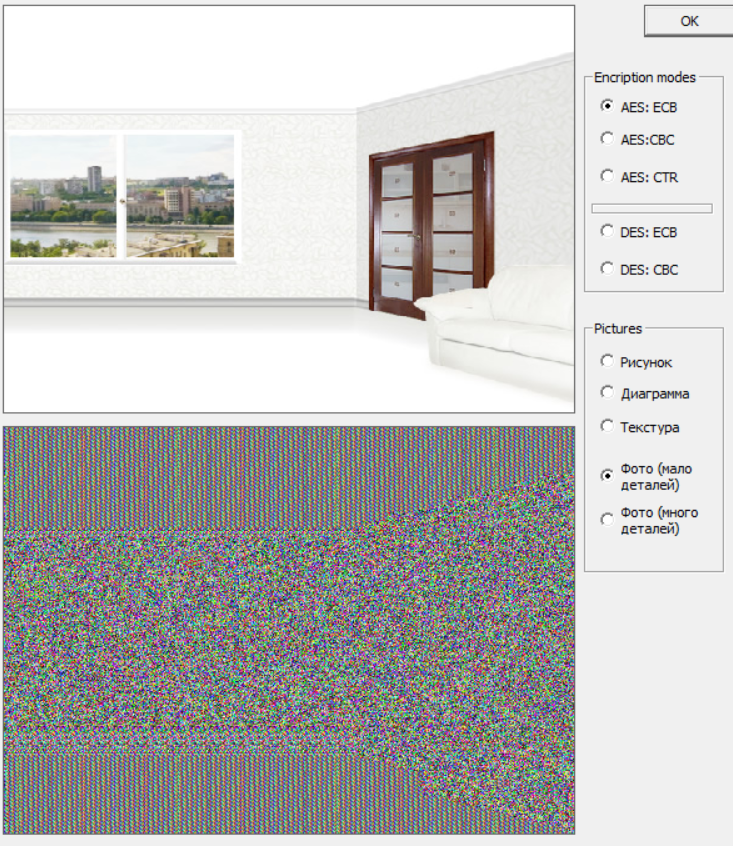 OK
Encription modes
AES: ECB
AES:CBC
AES: CTR
DES: ECB
DES: CBC
Pictures
Рисунок
Диаграмма
Текстура
Фото (мало
деталей)
Фото (много
деталей)